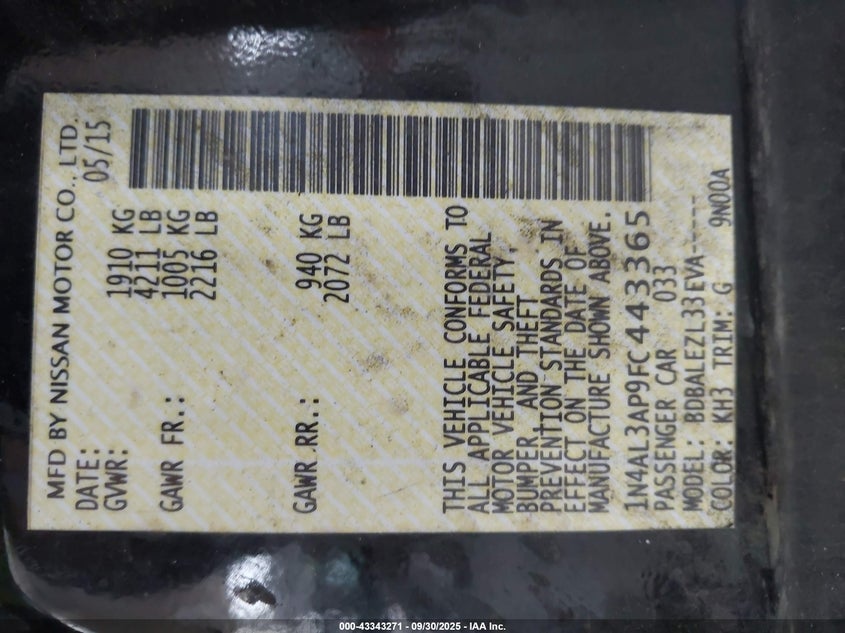 MFD BY NISSAN MOTOR CO., LTD.
DATE: 05/15
GVWR: 1910 KG
4211 LB
GAWR FR.: 1005 KG
2216 LB
GAWR RR.: 940 KG
2072 LB
THIS VEHICLE CONFORMS TO
ALL APPLICABLE FEDERAL
MOTOR VEHICLE SAFETY,
BUMPER, AND THEFT
PREVENTION STANDARDS IN
EFFECT ON THE DATE OF
MANUFACTURE SHOWN ABOVE.
1N4AL3AP9FC443365
PASSENGER CAR 033
MODEL: BDBALEZL33EVA-----
COLOR: KH3 TRIM: G 9N00A
000-43343271 - 09/30/2025 - IAA Inc.